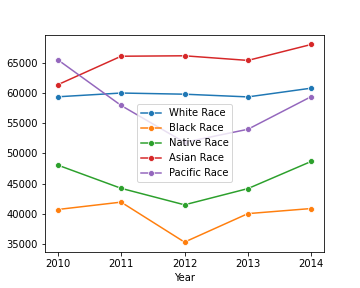 65000
60000
55000
50000
45000
40000
35000
White Race
Black Race
Native Race
Asian Race
Pacific Race
2010 2011 2012 2013 2014
Year